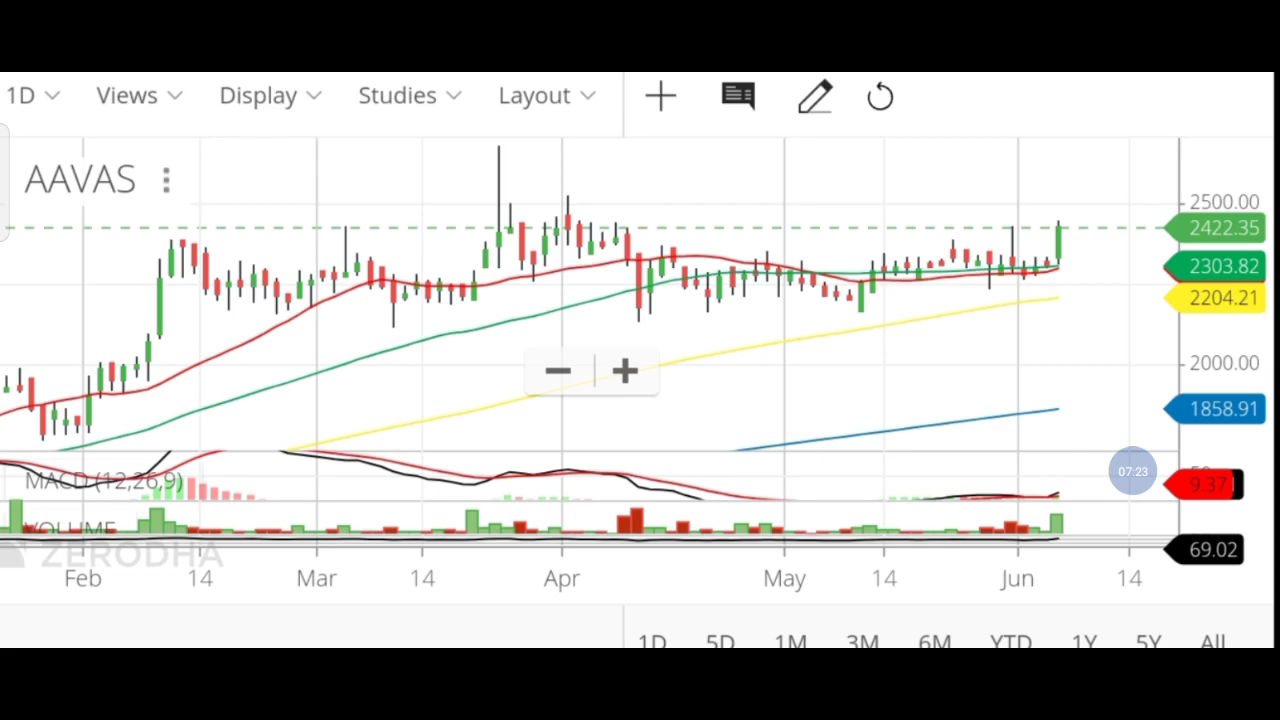 1D Views Display Studies Layout
AAVAS
2500.00
2422.35
2303.82
2204.21
2000.00
1858.91
07:23
MACD (12,26,9)
9.37
VOLUME
ZERODHA
69.02
Feb 14 Mar 14 Apr May 14 Jun 14
1D 5D 1M 3M 6M YTD 1Y 5Y All